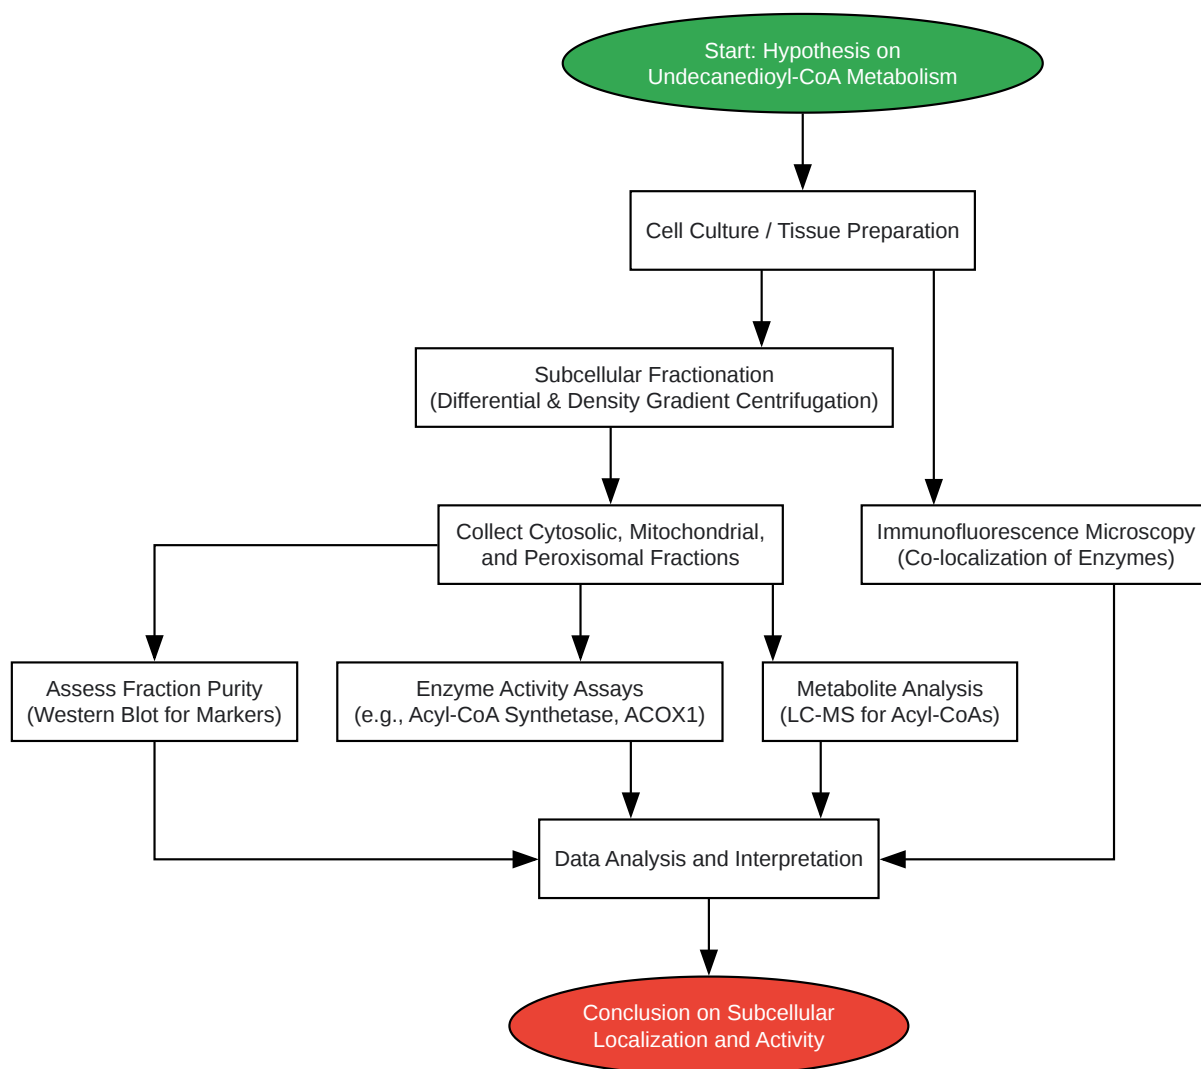 Start: Hypothesis on
Undecanedioyl-CoA Metabolism
Cell Culture / Tissue Preparation
Subcellular Fractionation
(Differential & Density Gradient Centrifugation)
Collect Cytosolic, Mitochondrial,
and Peroxisomal Fractions
Immunofluorescence Microscopy
(Co-localization of Enzymes)
Assess Fraction Purity
(Western Blot for Markers)
Enzyme Activity Assays
(e.g., Acyl-CoA Synthetase, ACOX1)
Metabolite Analysis
(LC-MS for Acyl-CoAs)
Data Analysis and Interpretation
Conclusion on Subcellular
Localization and Activity